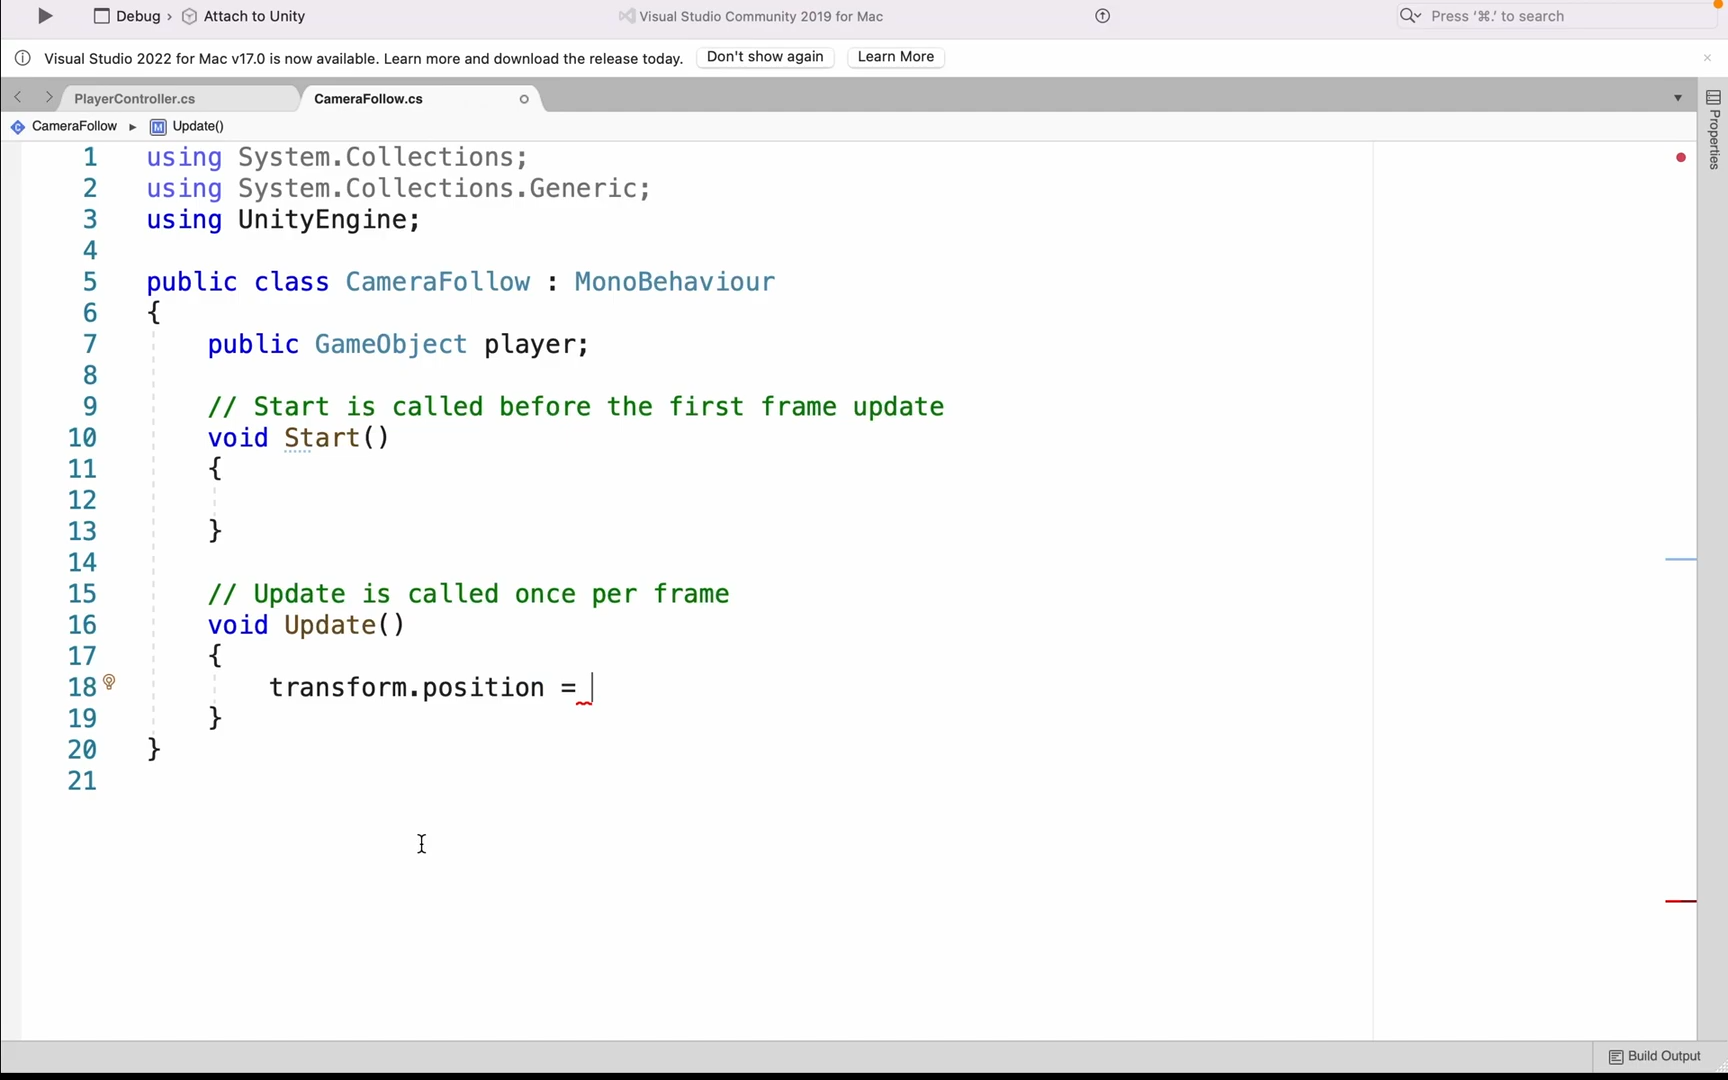 Debug › Attach to Unity
Visual Studio Community 2019 for Mac
Press ‘⌘.’ to search
Visual Studio 2022 for Mac v17.0 is now available. Learn more and download the release today.
Don't show again
Learn More
PlayerController.cs
CameraFollow.cs
CameraFollow ▸ M Update()
Properties
1 using System.Collections;
2 using System.Collections.Generic;
3 using UnityEngine;
4
5 public class CameraFollow : MonoBehaviour
6 {
7 public GameObject player;
8
9 // Start is called before the first frame update
10 void Start()
11 {
12
13 }
14
15 // Update is called once per frame
16 void Update()
17 {
18 transform.position =
19 }
20 }
21
Build Output